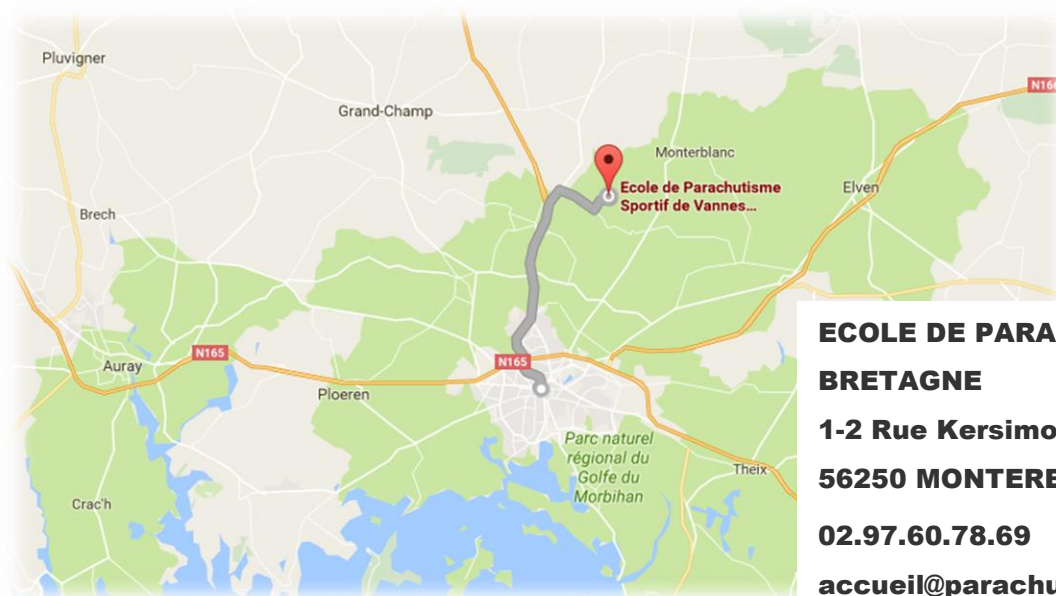 Pluvigner
Grand-Champ
N166
Monterblanc
Ecole de Parachutisme
Sportif de Vannes...
Elven
Brech
N165
Auray
N165
Ploeren
Parc naturel
régional du
Golfe du
Morbihan
Theix
Crac'h
ECOLE DE PARA
BRETAGNE
1-2 Rue Kersimo
56250 MONTERB
02.97.60.78.69
accueil@parachu